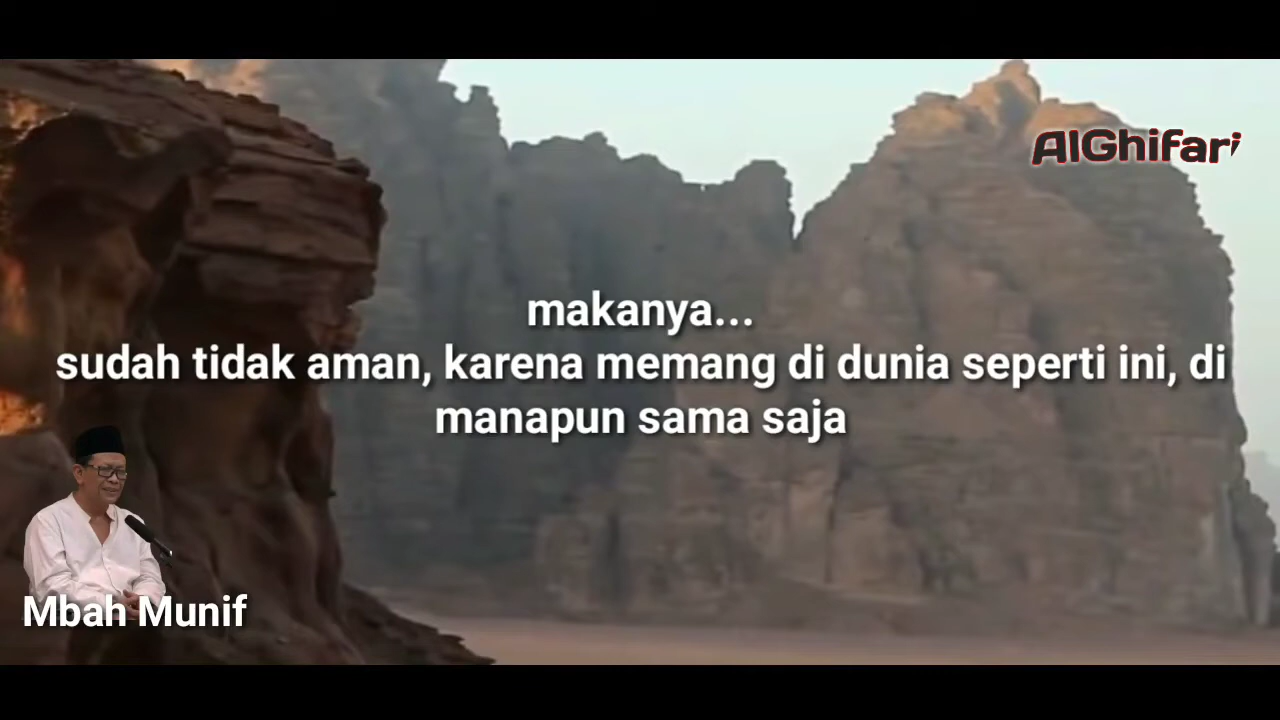 AlGhifari
makanya...
sudah tidak aman, karena memang di dunia seperti ini, di
manapun sama saja
Mbah Munif